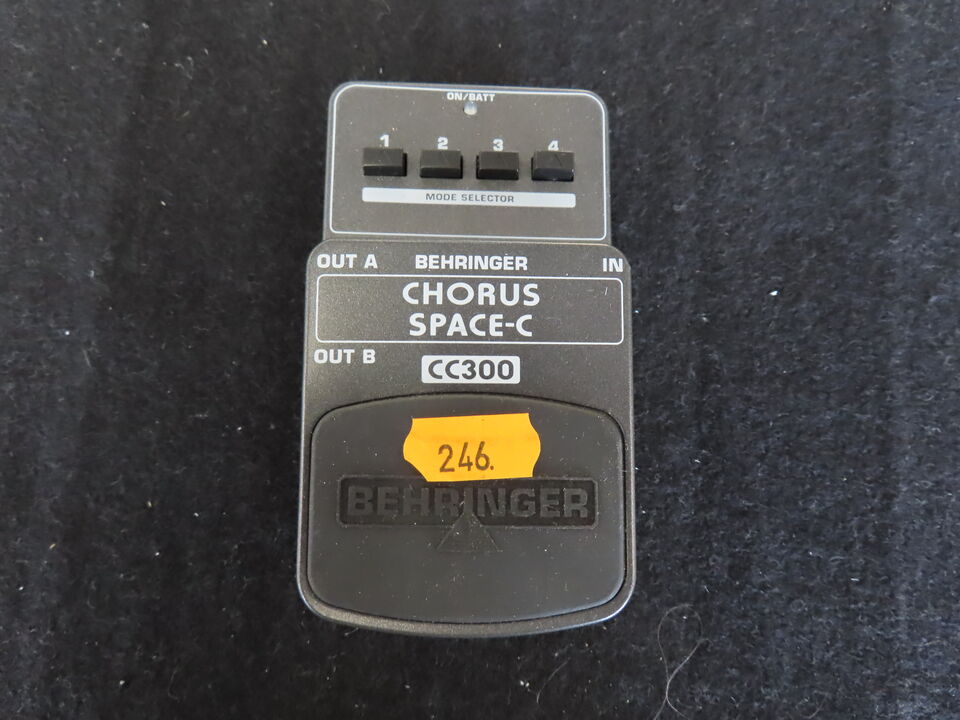 ON/BATT
1 2 3 4
MODE SELECTOR
OUT A BEHRINGER IN
CHORUS
SPACE-C
OUT B
CC300
246.
BEHRINGER